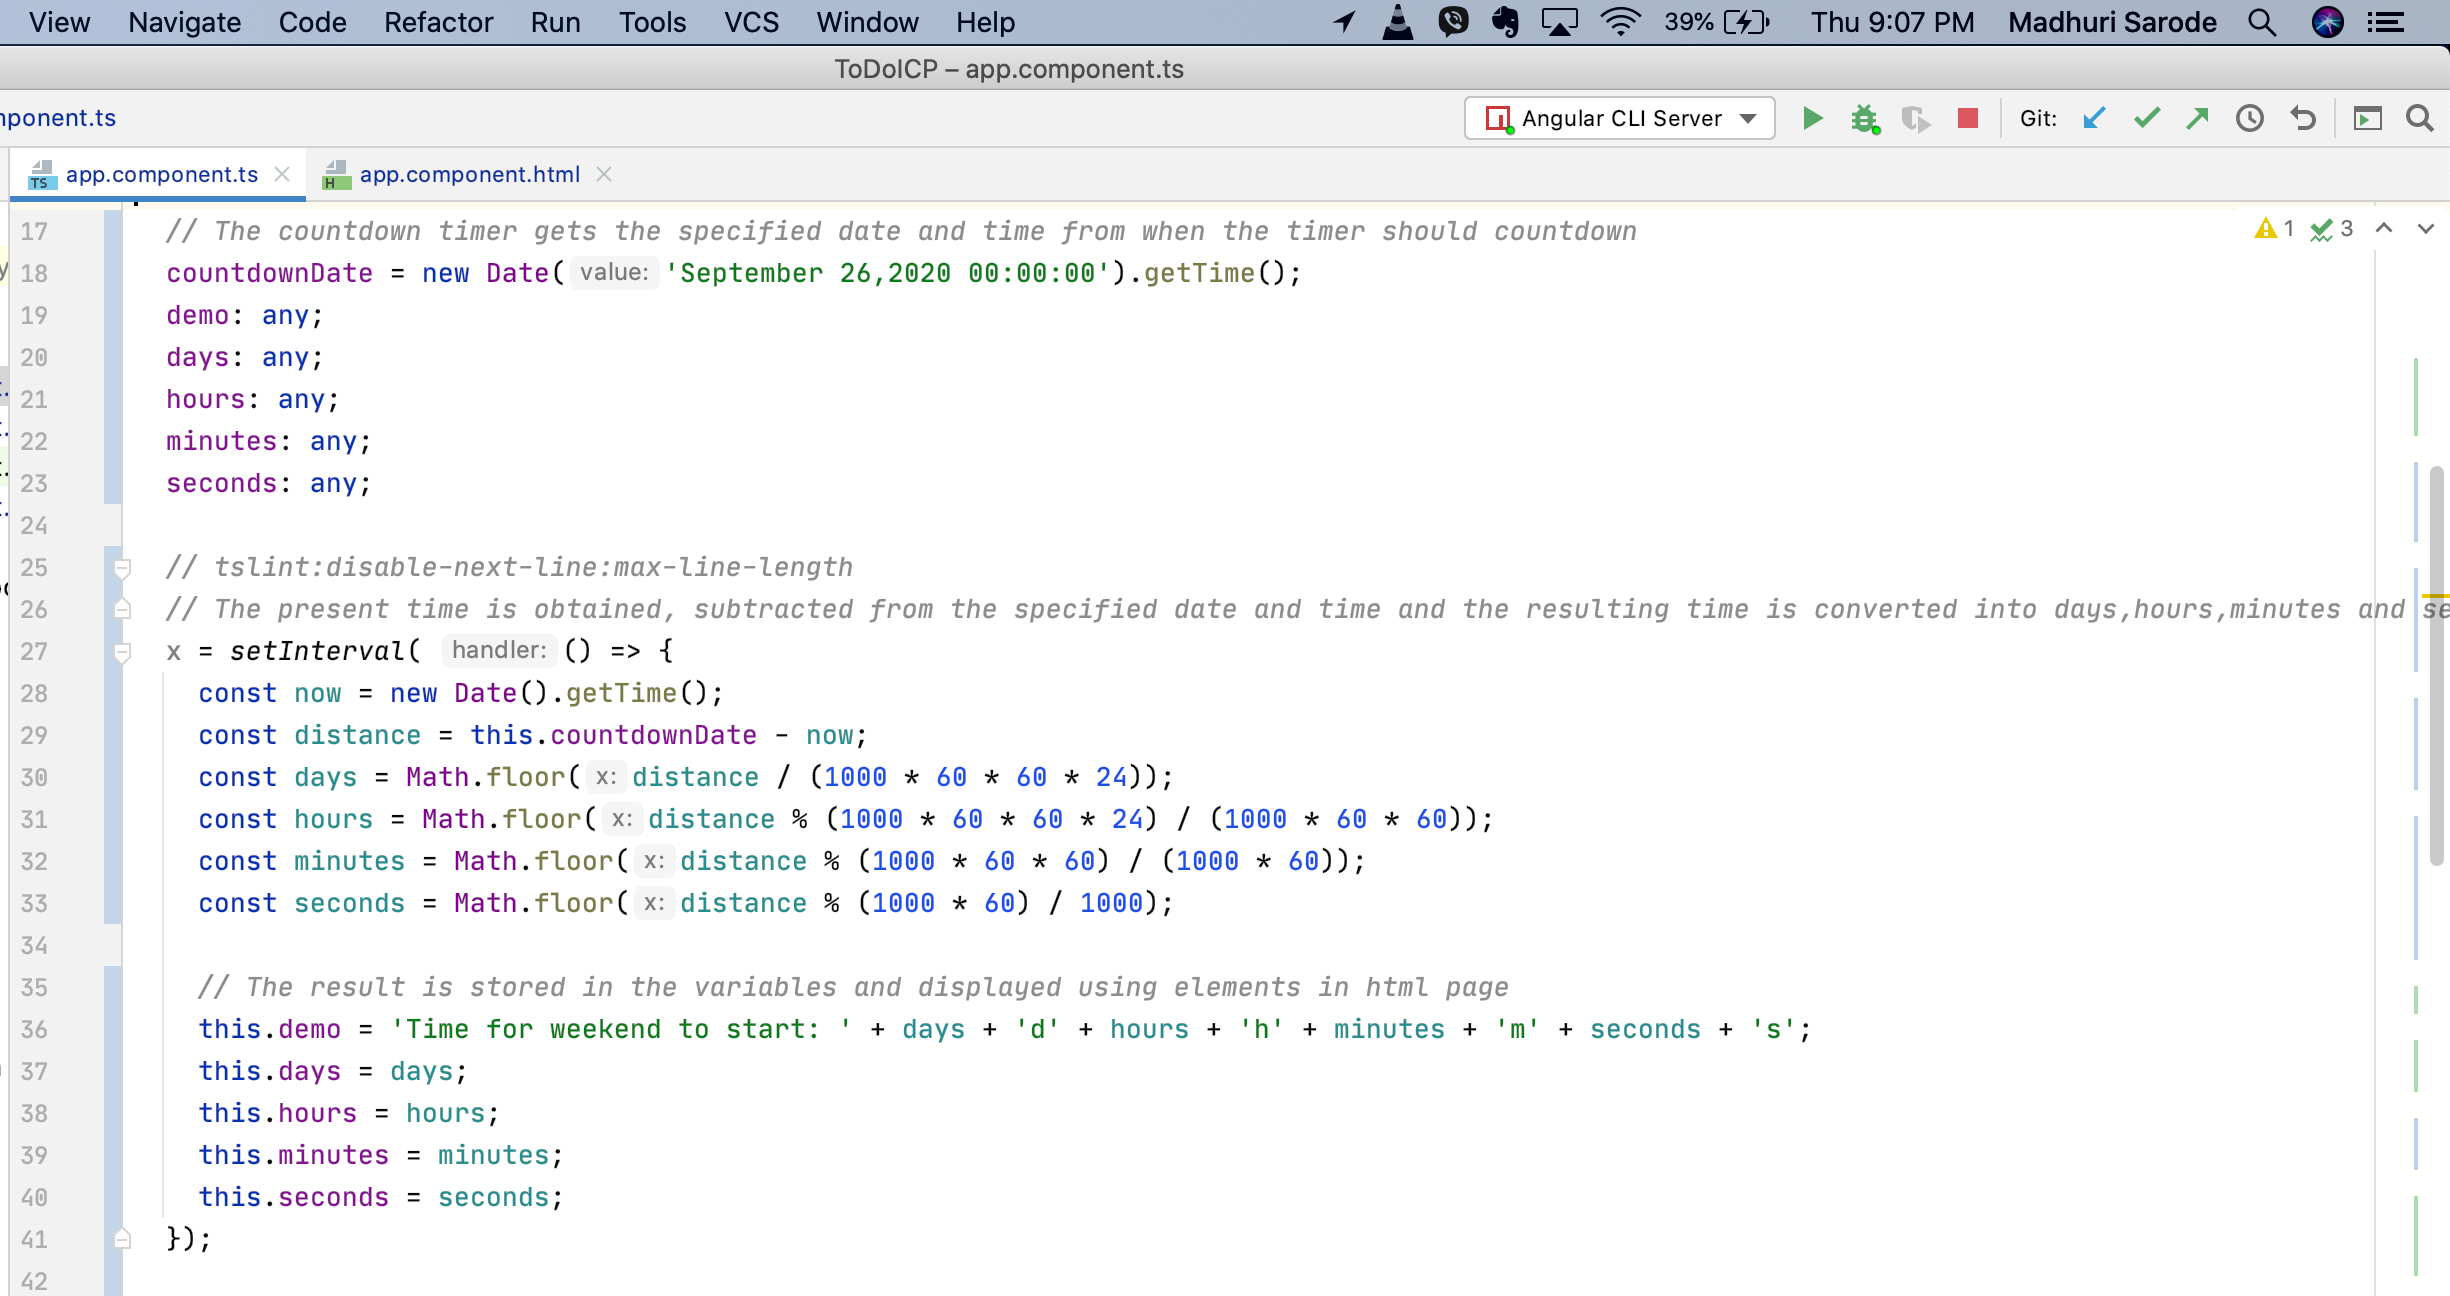 View Navigate Code Refactor Run Tools VCS Window Help 39% Thu 9:07 PM Madhuri Sarode
ToDoICP – app.component.ts
ponent.ts Angular CLI Server Git:
TS app.component.ts H app.component.html
17 // The countdown timer gets the specified date and time from when the timer should countdown 1 3
18 countdownDate = new Date( value: 'September 26,2020 00:00:00').getTime();
19 demo: any;
20 days: any;
21 hours: any;
22 minutes: any;
23 seconds: any;
24
25 // tslint:disable-next-line:max-line-length
26 // The present time is obtained, subtracted from the specified date and time and the resulting time is converted into days,hours,minutes and se
27 x = setInterval( handler: () => {
28 const now = new Date().getTime();
29 const distance = this.countdownDate - now;
30 const days = Math.floor( x: distance / (1000 * 60 * 60 * 24));
31 const hours = Math.floor( x: distance % (1000 * 60 * 60 * 24) / (1000 * 60 * 60));
32 const minutes = Math.floor( x: distance % (1000 * 60 * 60) / (1000 * 60));
33 const seconds = Math.floor( x: distance % (1000 * 60) / 1000);
34
35 // The result is stored in the variables and displayed using elements in html page
36 this.demo = 'Time for weekend to start: ' + days + 'd' + hours + 'h' + minutes + 'm' + seconds + 's';
37 this.days = days;
38 this.hours = hours;
39 this.minutes = minutes;
40 this.seconds = seconds;
41 });
42